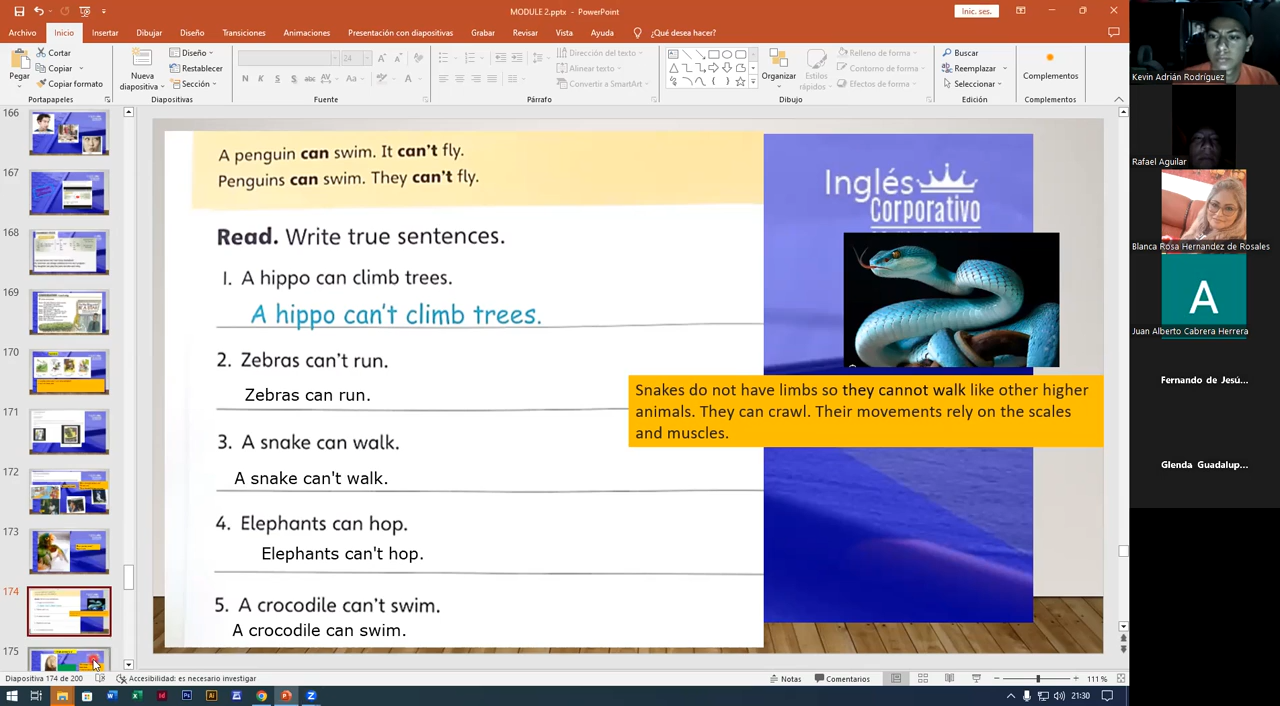 MODULE 2.pptx - PowerPoint
Inic. ses.
Archivo Inicio Insertar Dibujar Diseño Transiciones Animaciones Presentación con diapositivas Grabar Revisar Vista Ayuda ¿Qué desea hacer?
Pegar
Cortar
Copiar
Copiar formato
Portapapeles
Nueva diapositiva
Diseño
Restablecer
Sección
Diapositivas
24
N K S S abc AV Aa A
Fuente
Dirección del texto
Alinear texto
Convertir a SmartArt
Párrafo
Organizar
Estilos rápidos
Relleno de forma
Contorno de forma
Efectos de forma
Dibujo
Buscar
Reemplazar
Seleccionar
Edición
Complementos
Complementos
166
167
168
169
170
171
172
173
174
175
A penguin can swim. It can't fly.
Penguins can swim. They can't fly.
Read. Write true sentences.
1. A hippo can climb trees.
A hippo can't climb trees.
2. Zebras can't run.
Zebras can run.
3. A snake can walk.
A snake can't walk.
4. Elephants can hop.
Elephants can't hop.
5. A crocodile can't swim.
A crocodile can swim.
Inglés
Corporativo
Snakes do not have limbs so they cannot walk like other higher
animals. They can crawl. Their movements rely on the scales
and muscles.
Kevin Adrián Rodríguez
Rafael Aguilar
Blanca Rosa Hernandez de Rosales
A
Juan Alberto Cabrera Herrera
Fernando de Jesú...
Glenda Guadalup...
Diapositiva 174 de 200
Accesibilidad: es necesario investigar
Notas
Comentarios
111 %
21:30